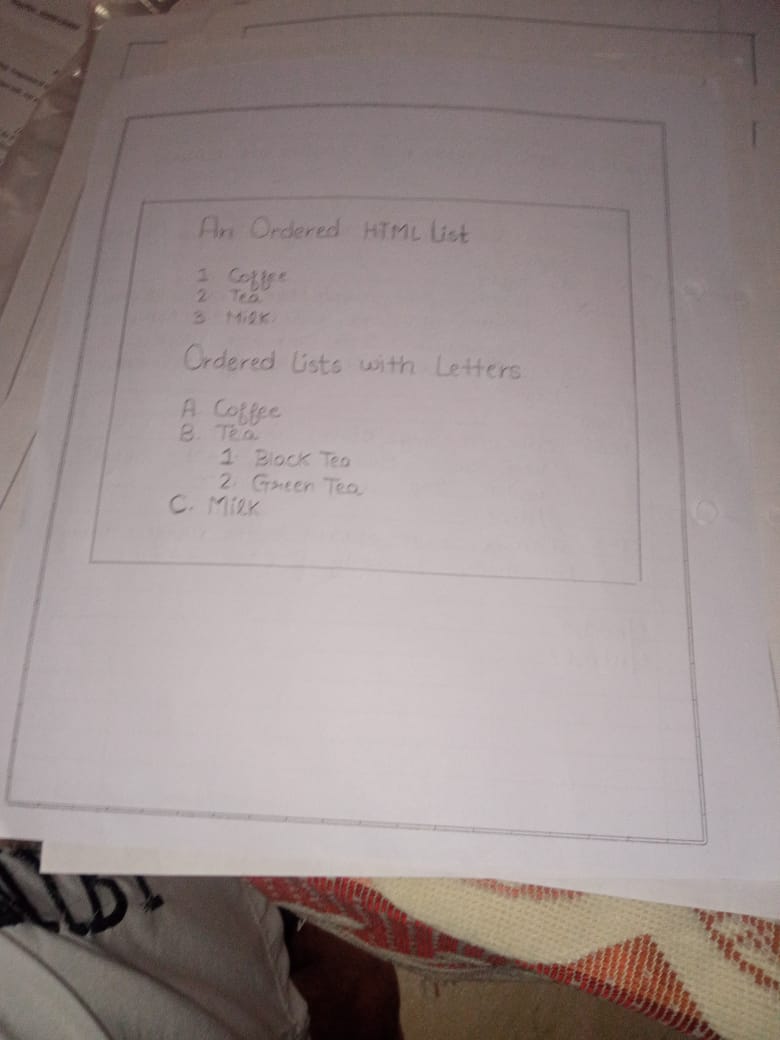 An Ordered HTML List
1 Coffee
2 Tea
3 Milk
Ordered Lists with Letters
A Coffee
B. Tea
1 Black Tea
2. Green Tea
C. Milk